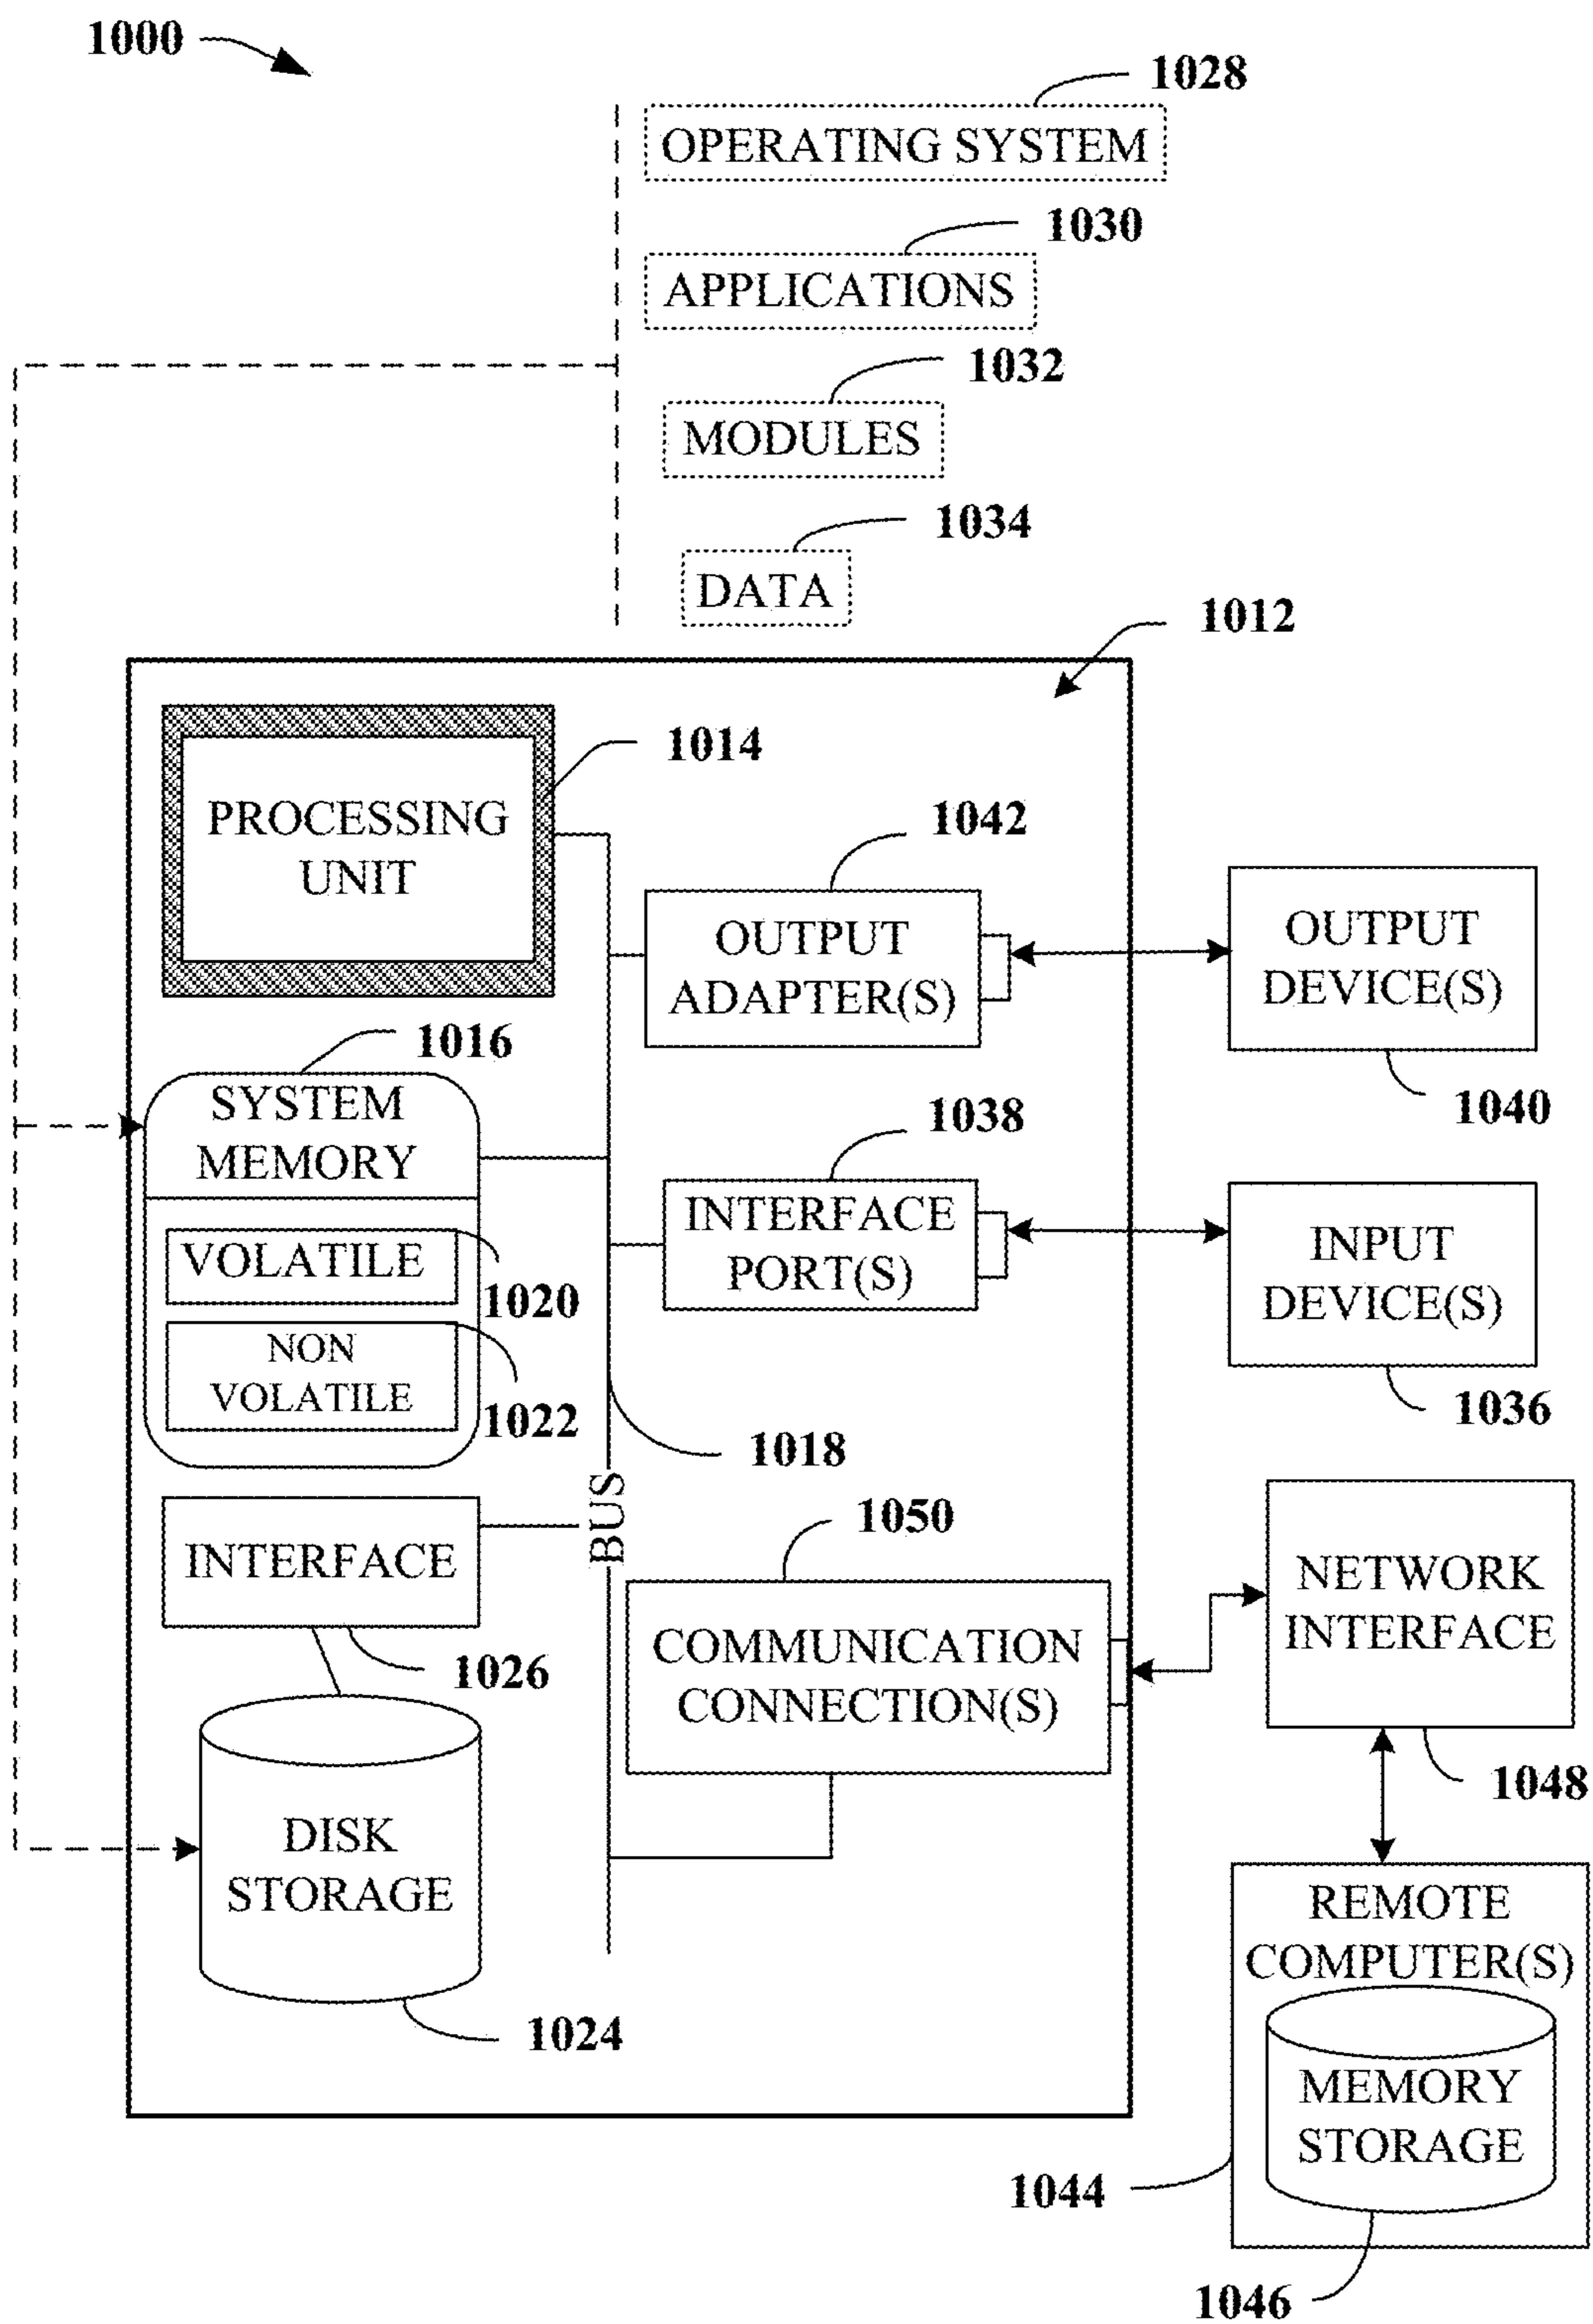 1000
1028
OPERATING SYSTEM
1030
APPLICATIONS
1032
MODULES
1034
DATA
1012
1014
PROCESSING
UNIT
1042
OUTPUT
ADAPTER(S)
OUTPUT
DEVICE(S)
1040
1016
SYSTEM
MEMORY
VOLATILE
1020
NON
VOLATILE
1022
1038
INTERFACE
PORT(S)
INPUT
DEVICE(S)
1036
1018
BUS
INTERFACE
1026
1050
COMMUNICATION
CONNECTION(S)
NETWORK
INTERFACE
1048
DISK
STORAGE
1024
REMOTE
COMPUTER(S)
MEMORY
STORAGE
1044
1046